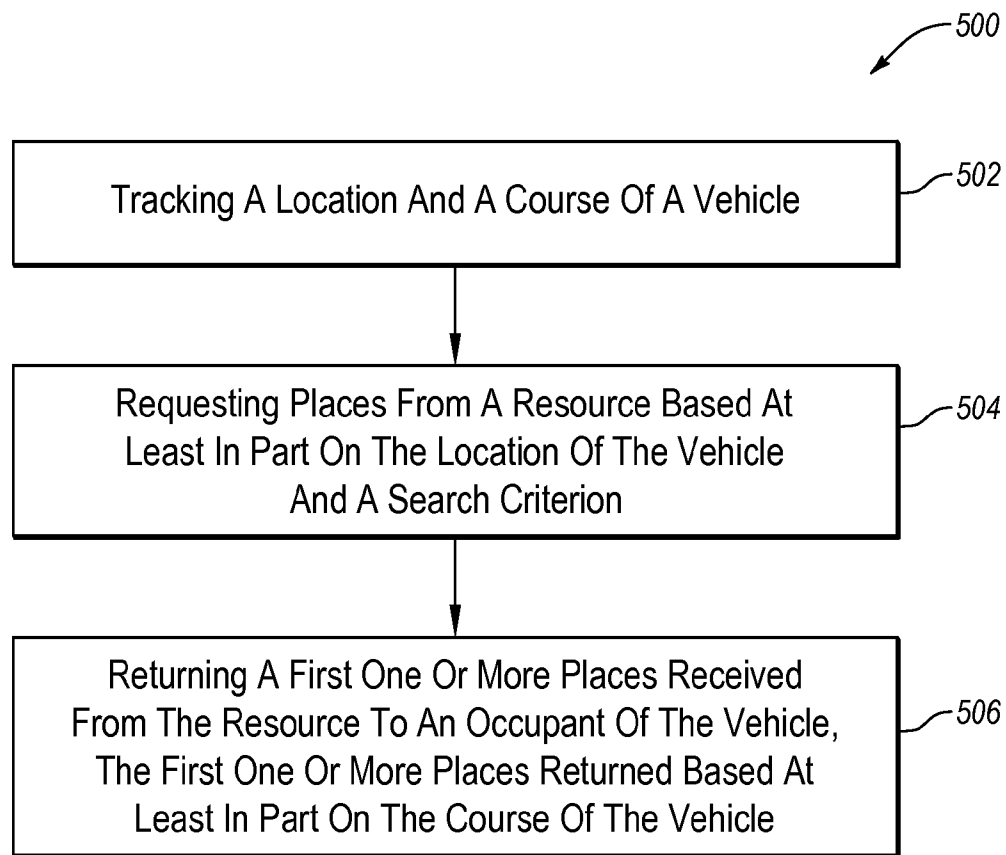 500
Tracking A Location And A Course Of A Vehicle
502
Requesting Places From A Resource Based At
Least In Part On The Location Of The Vehicle
And A Search Criterion
504
Returning A First One Or More Places Received
From The Resource To An Occupant Of The Vehicle,
The First One Or More Places Returned Based At
Least In Part On The Course Of The Vehicle
506